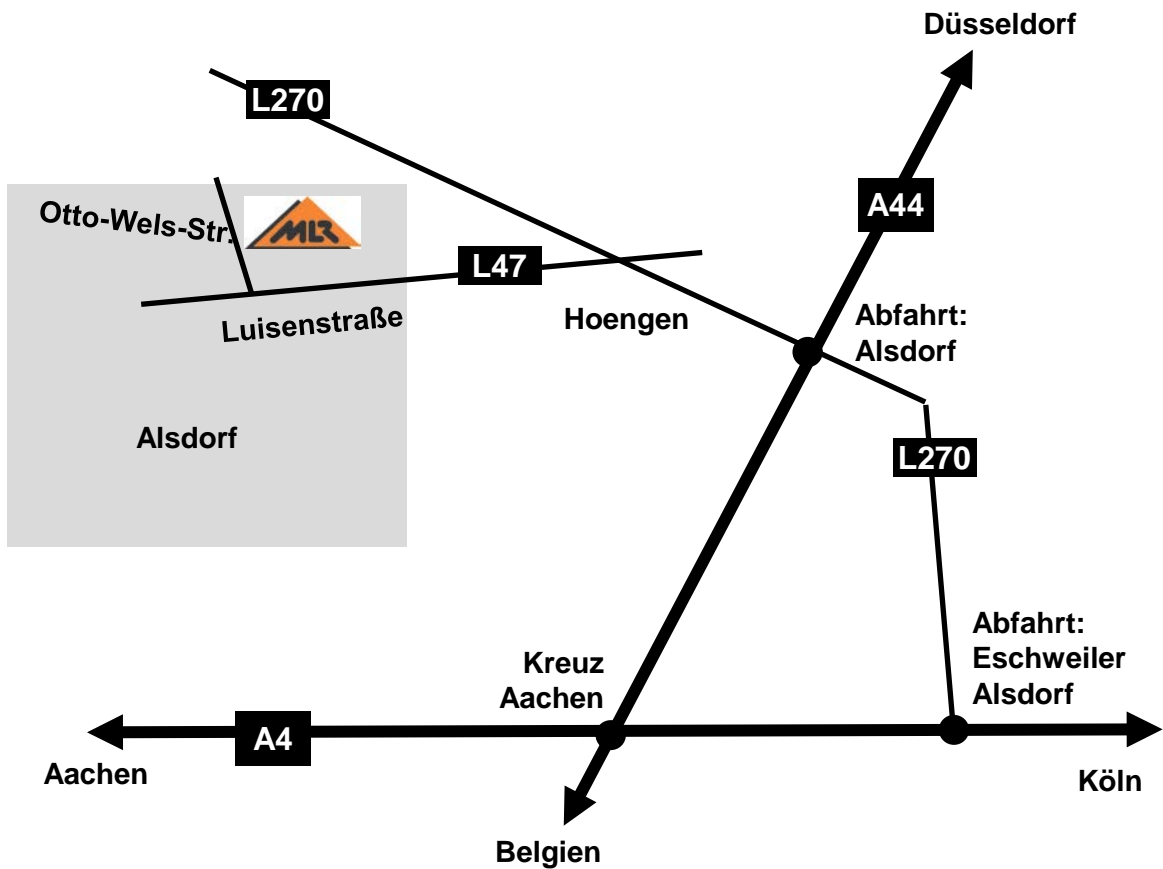 Düsseldorf
L270
A44
Otto-Wels-Str.
MLR
L47
Luisenstraße
Hoengen
Abfahrt:
Alsdorf
Alsdorf
L270
Abfahrt:
Eschweiler
Alsdorf
Kreuz
Aachen
A4
Aachen
Köln
Belgien